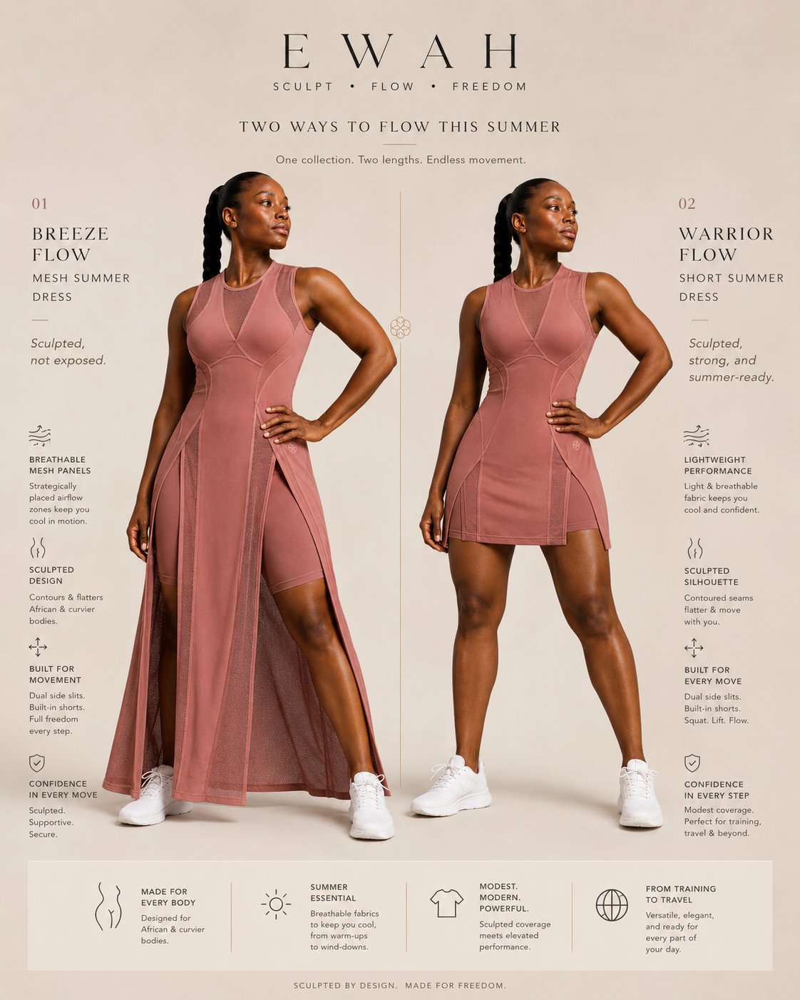 EWAH
SCULPT • FLOW • FREEDOM
TWO WAYS TO FLOW THIS SUMMER
One collection. Two lengths. Endless movement.
01
BREEZE
FLOW
MESH SUMMER
DRESS
Sculpted,
not exposed.
BREATHABLE
MESH PANELS
Strategically
placed airflow
zones keep you
cool in motion.
SCULPTED
DESIGN
Contours & flatters
African & curvier
bodies.
BUILT FOR
MOVEMENT
Dual side slits.
Built-in shorts.
Full freedom
every step.
CONFIDENCE
IN EVERY MOVE
Sculpted.
Supportive.
Secure.
02
WARRIOR
FLOW
SHORT SUMMER
DRESS
Sculpted,
strong, and
summer-ready.
LIGHTWEIGHT
PERFORMANCE
Light & breathable
fabric keeps you
cool and confident.
SCULPTED
SILHOUETTE
Contoured seams
flatter & move
with you.
BUILT FOR
EVERY MOVE
Dual side slits.
Built-in shorts.
Squat. Lift. Flow.
CONFIDENCE
IN EVERY STEP
Modest coverage.
Perfect for training,
travel & beyond.
MADE FOR
EVERY BODY
Designed for
African & curvier
bodies.
SUMMER
ESSENTIAL
Breathable fabrics
to keep you cool,
from warm-ups
to wind-downs.
MODEST.
MODERN.
POWERFUL.
Sculpted coverage
meets elevated
performance.
FROM TRAINING
TO TRAVEL
Versatile, elegant,
and ready for
every part of
your day.
SCULPTED BY DESIGN. MADE FOR FREEDOM.